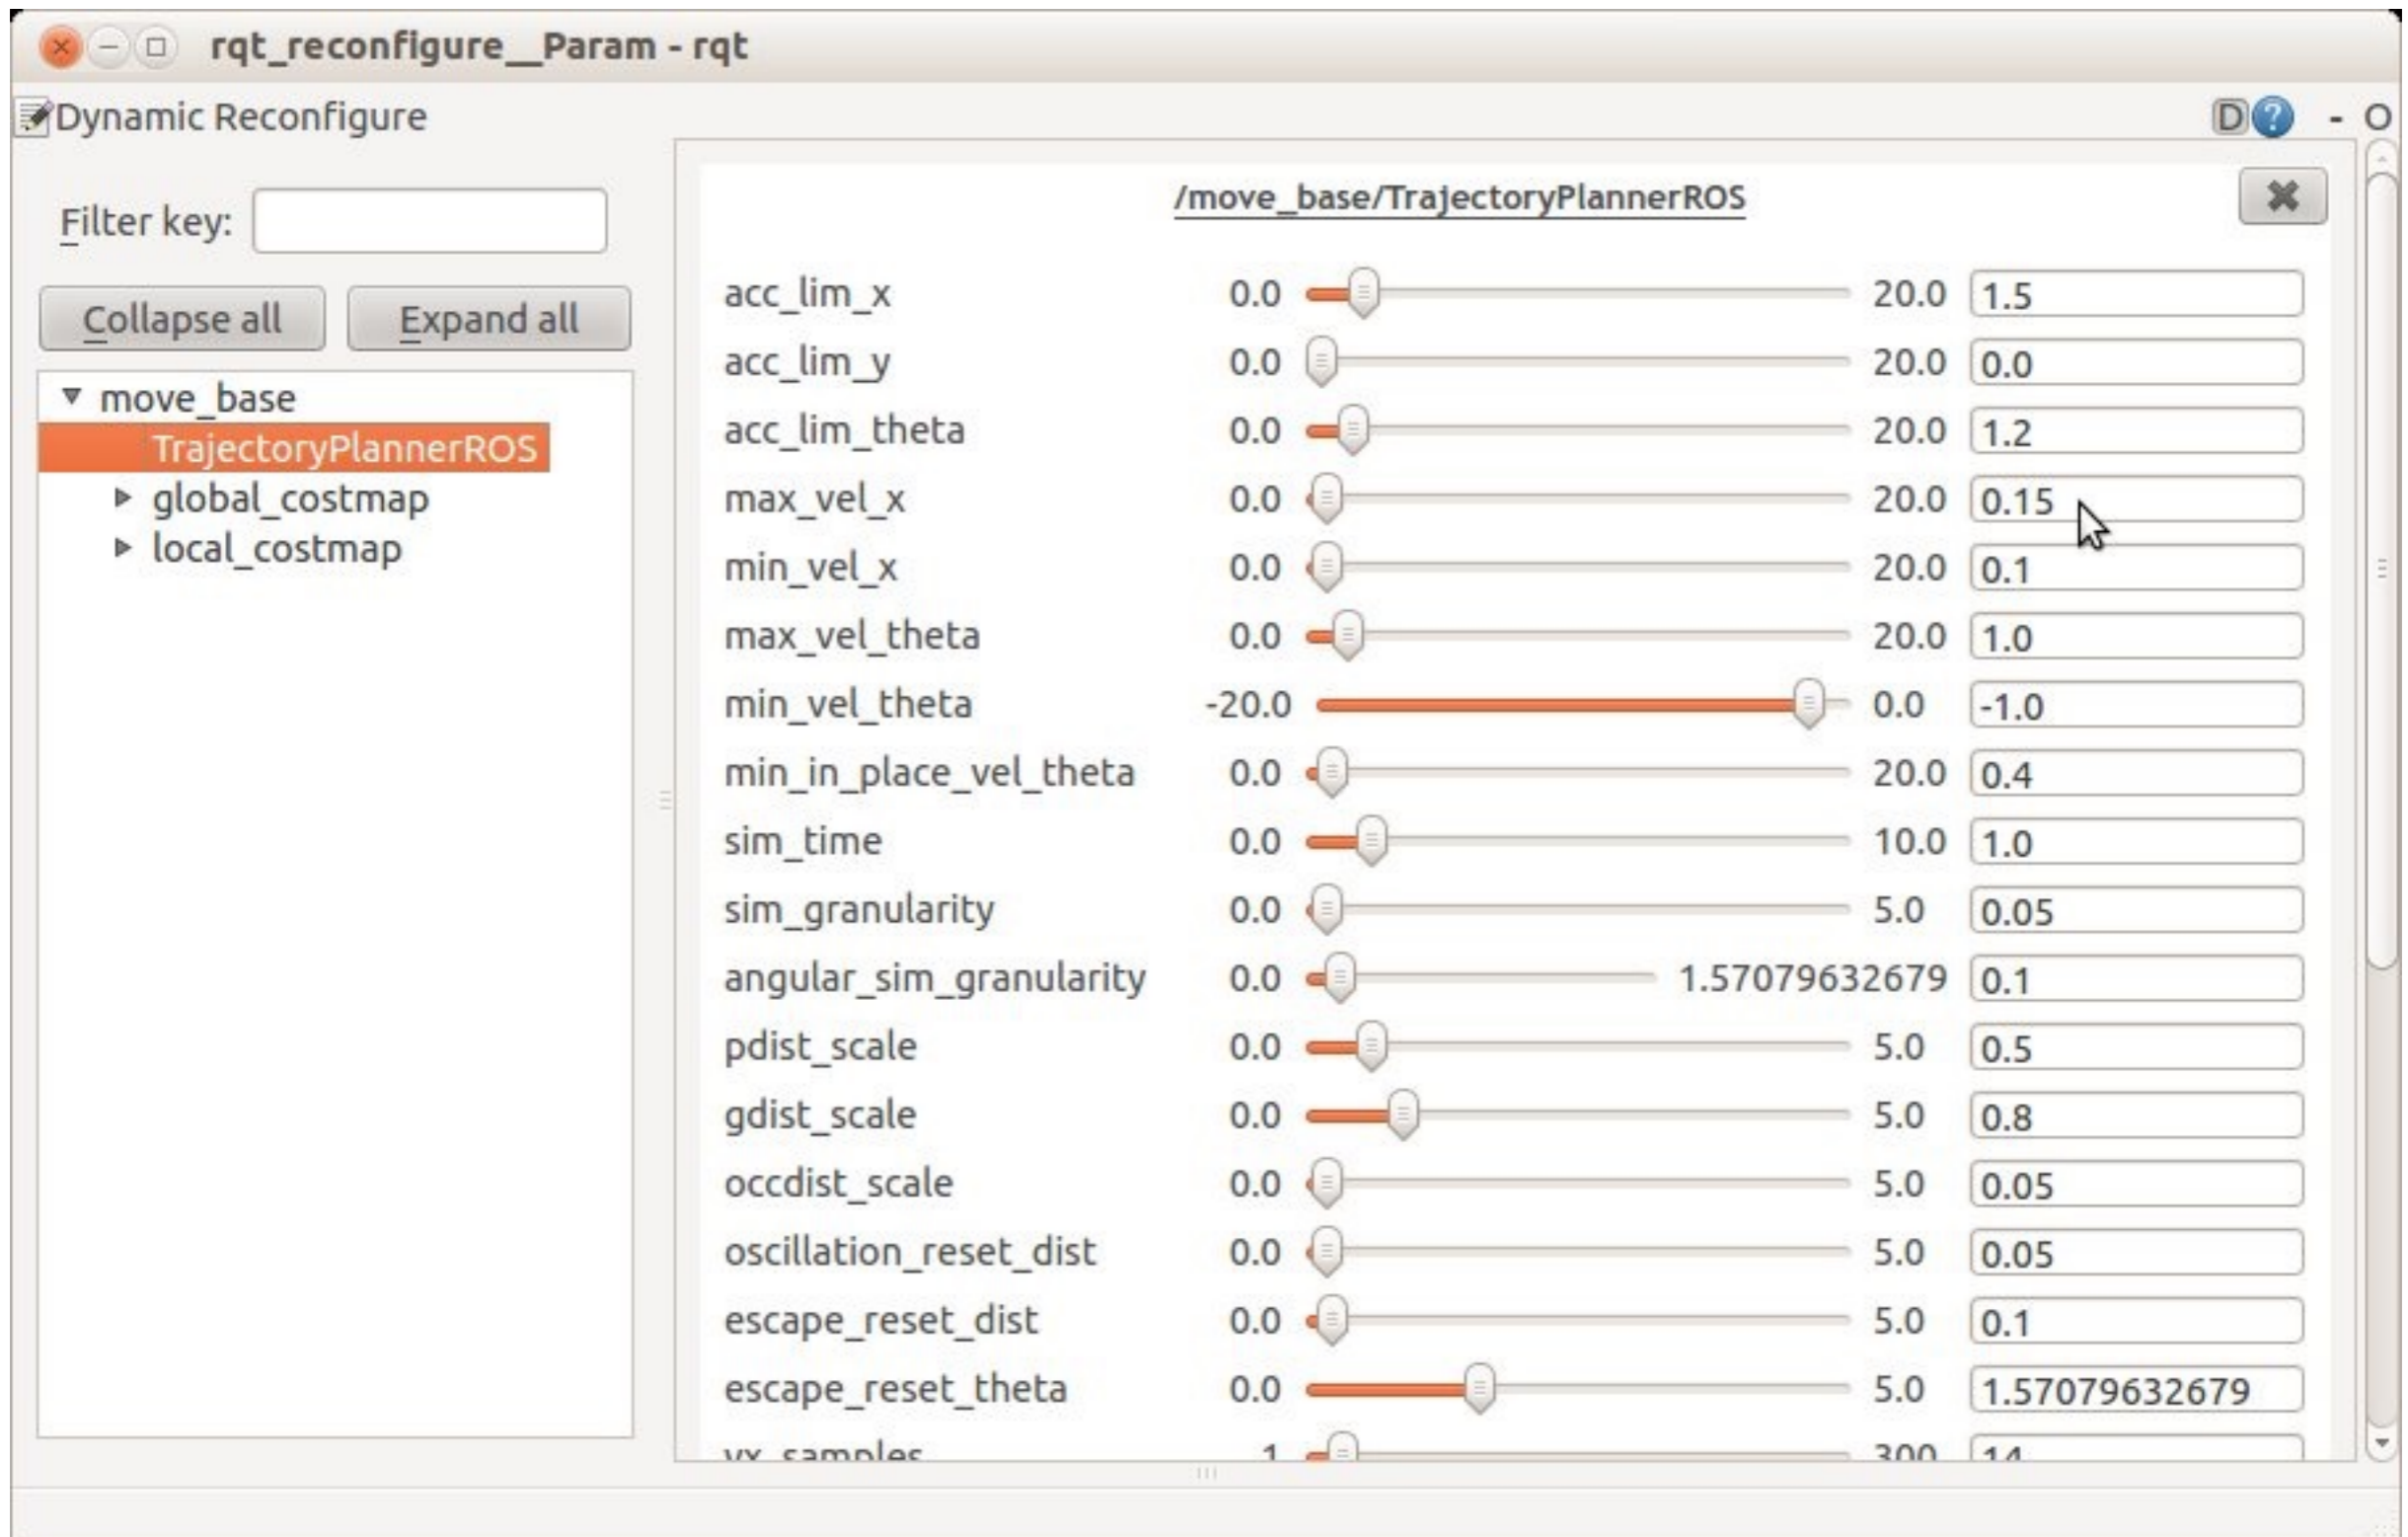 rqt_reconfigure__Param - rqt
Dynamic Reconfigure
D ? - O
Filter key:
Collapse all Expand all
move_base
TrajectoryPlannerROS
global_costmap
local_costmap
/move_base/TrajectoryPlannerROS
acc_lim_x 0.0 20.0 1.5
acc_lim_y 0.0 20.0 0.0
acc_lim_theta 0.0 20.0 1.2
max_vel_x 0.0 20.0 0.15
min_vel_x 0.0 20.0 0.1
max_vel_theta 0.0 20.0 1.0
min_vel_theta -20.0 0.0 -1.0
min_in_place_vel_theta 0.0 20.0 0.4
sim_time 0.0 10.0 1.0
sim_granularity 0.0 5.0 0.05
angular_sim_granularity 0.0 1.57079632679 0.1
pdist_scale 0.0 5.0 0.5
gdist_scale 0.0 5.0 0.8
occdist_scale 0.0 5.0 0.05
oscillation_reset_dist 0.0 5.0 0.05
escape_reset_dist 0.0 5.0 0.1
escape_reset_theta 0.0 5.0 1.57079632679
vx_samples 1 300 14